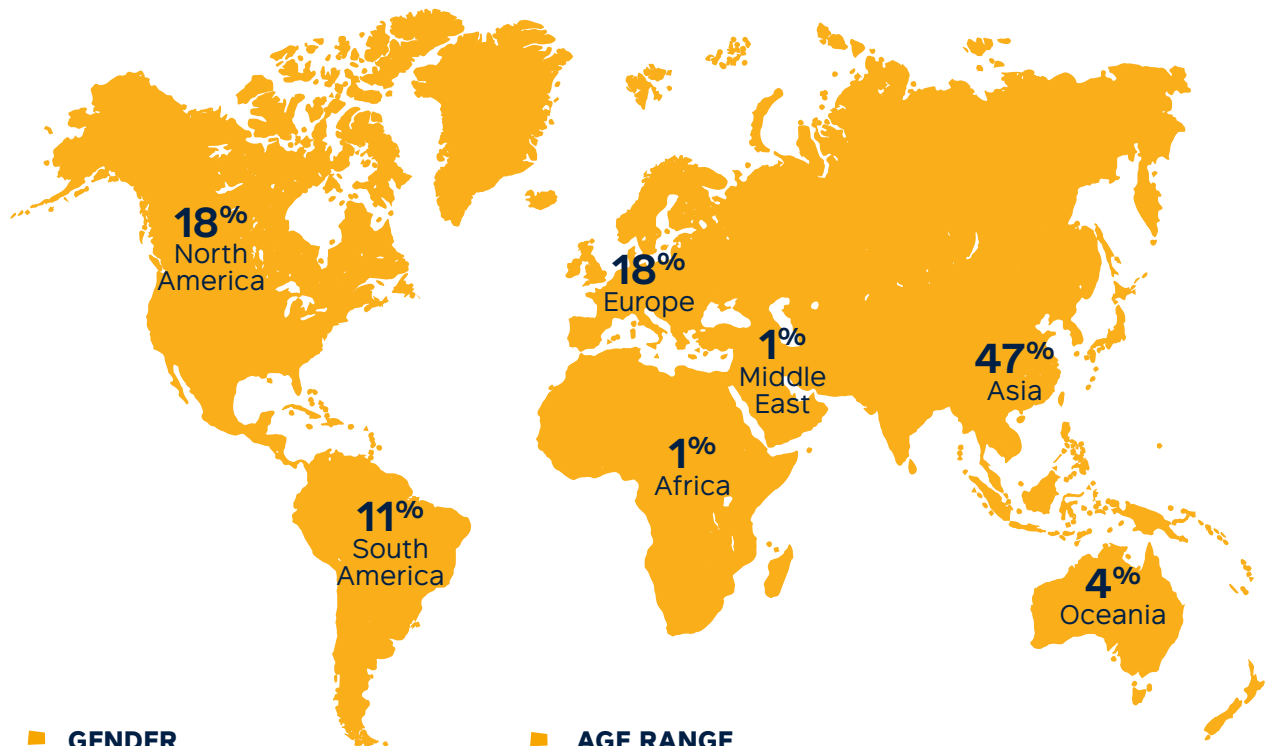 18%
North
America
18%
Europe
1%
Middle
East
47%
Asia
1%
Africa
11%
South
America
4%
Oceania
GENDER
AGE RANGE